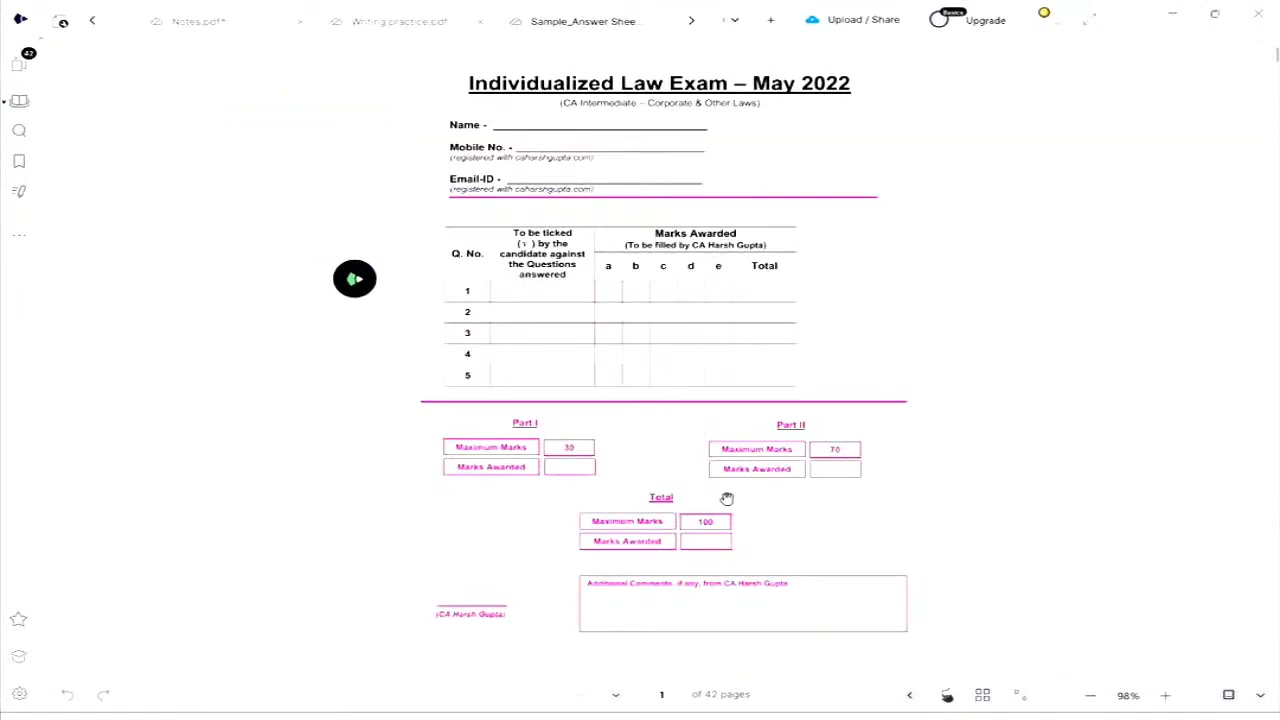 Notes.pdf*
Writing practice.pdf
Sample_Answer Shee...
Upload / Share
Basics
Upgrade
42
Individualized Law Exam – May 2022
(CA Intermediate – Corporate & Other Laws)
Name -
Mobile No. -
(registered with caharshgupta.com)
Email-ID -
(registered with caharshgupta.com)
Q. No.
To be ticked
(√) by the
candidate against
the Questions
answered
Marks Awarded
(To be filled by CA Harsh Gupta)
a b c d e Total
1
2
3
4
5
Part I
Maximum Marks 30
Marks Awarded
Part II
Maximum Marks 70
Marks Awarded
Total
Maximum Marks 100
Marks Awarded
Additional Comments, if any, from CA Harsh Gupta
(CA Harsh Gupta)
1 of 42 pages
98%